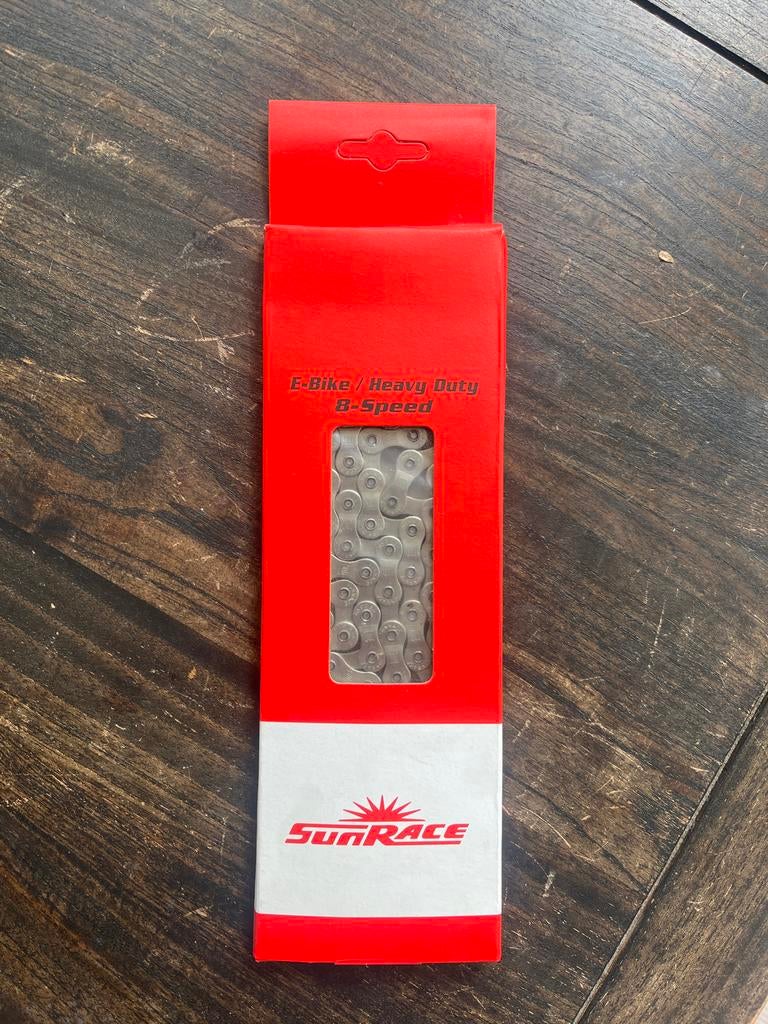 E-Bike / Heavy Duty
8-Speed
SunRace